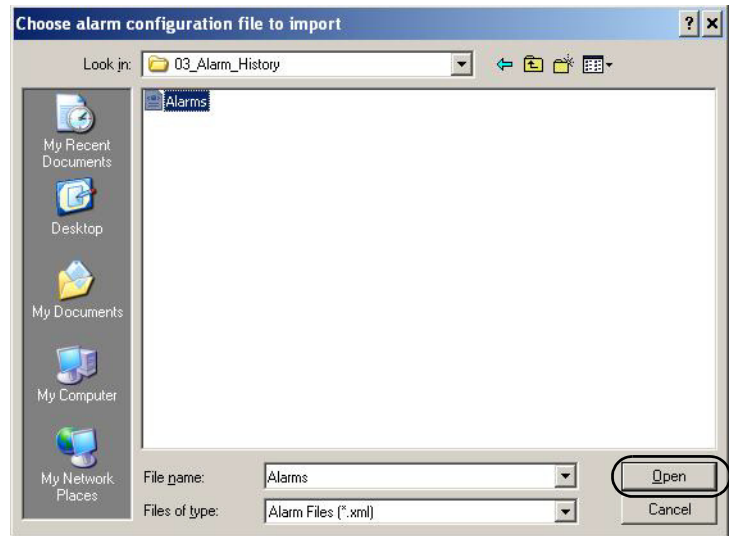 Choose alarm configuration file to import
Look in: 03_Alarm_History
Alarms
My Recent
Documents
Desktop
My Documents
My Computer
My Network
Places
File name: Alarms Open
Files of type: Alarm Files (*.xml) Cancel